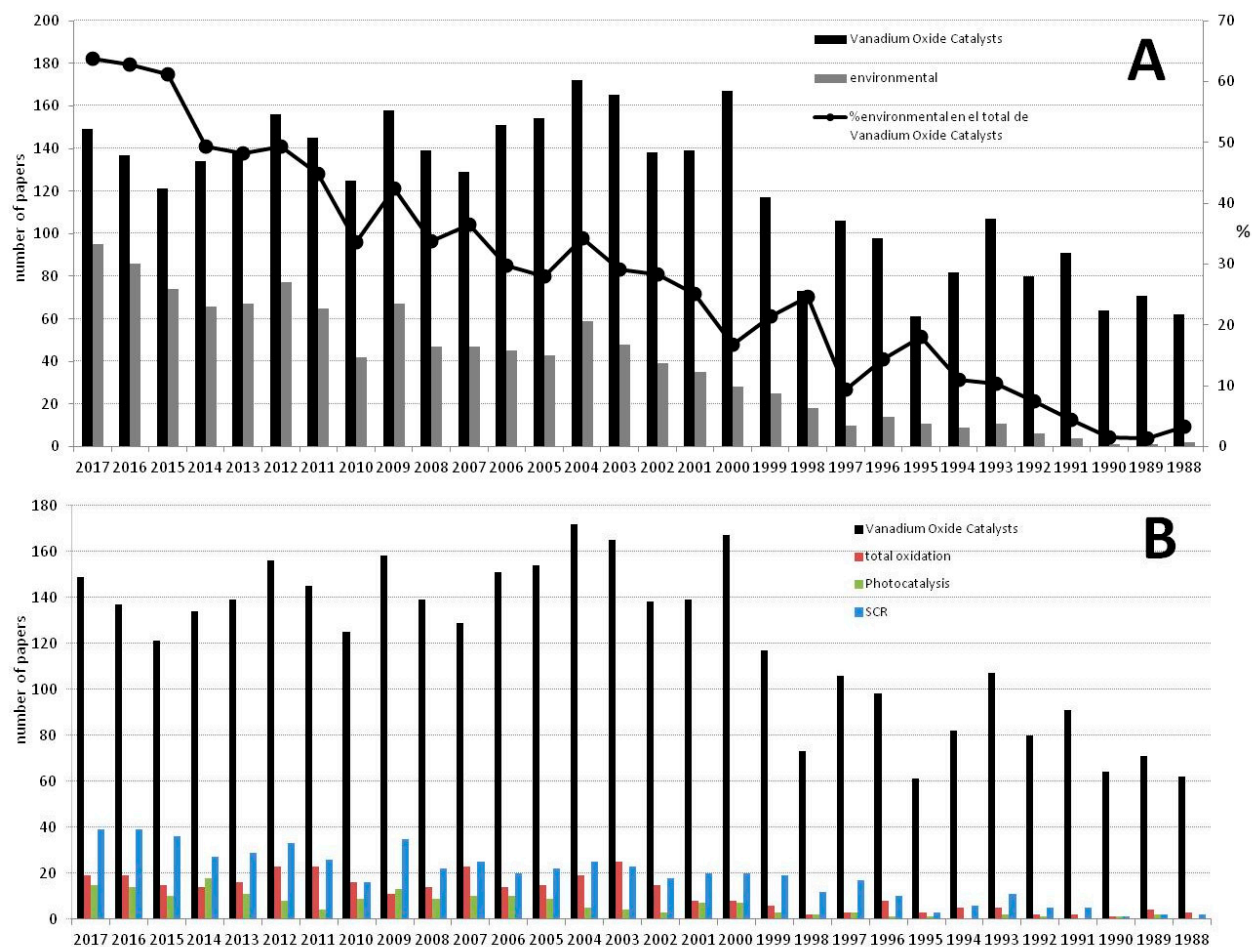 A
200
180
160
140
120
100
80
60
40
20
0
number of papers
70
60
50
40
30
20
10
0
%
Vanadium Oxide Catalysts
environmental
%environmental en el total de
Vanadium Oxide Catalysts
2017 2016 2015 2014 2013 2012 2011 2010 2009 2008 2007 2006 2005 2004 2003 2002 2001 2000 1999 1998 1997 1996 1995 1994 1993 1992 1991 1990 1989 1988
B
180
160
140
120
100
80
60
40
20
0
number of papers
Vanadium Oxide Catalysts
total oxidation
Photocatalysis
SCR
2017 2016 2015 2014 2013 2012 2011 2010 2009 2008 2007 2006 2005 2004 2003 2002 2001 2000 1999 1998 1997 1996 1995 1994 1993 1992 1991 1990 1989 1988